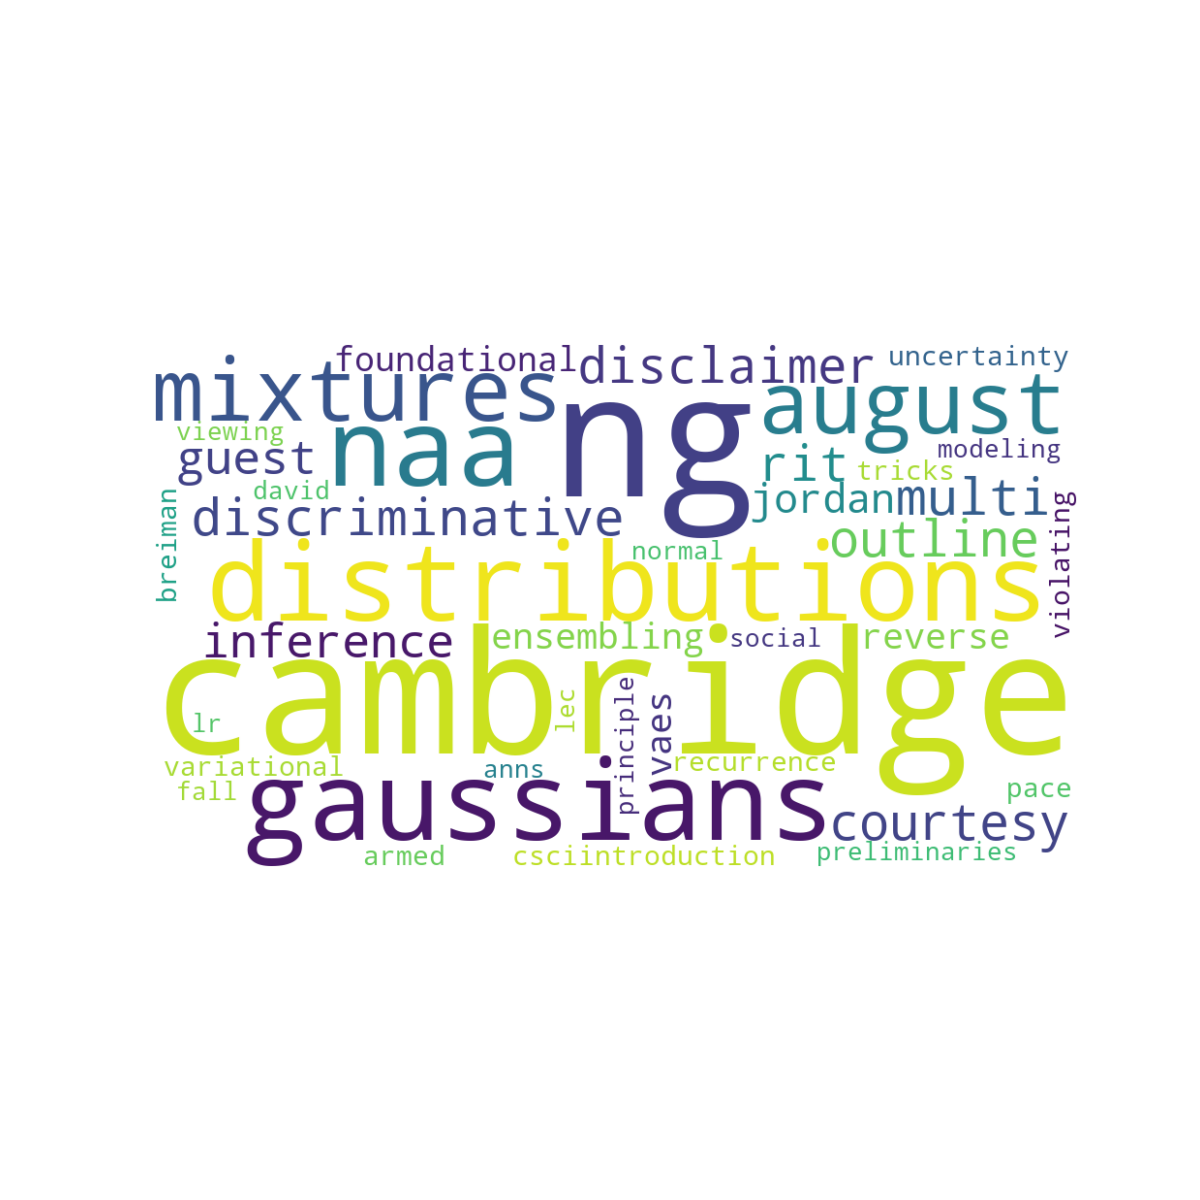 foundational
disclaimer
uncertainty
mixtures
ng
august
viewing
naa
guest
modeling
rit
tricks
david
jordan
multi
breiman
discriminative
violating
outline
normal
distributions
inference
ensembling
social
reverse
cambridge
lr
lec
principle
vaes
variational
anns
recurrence
fall
gaussians
pace
courtesy
armed
csciintroduction
preliminaries